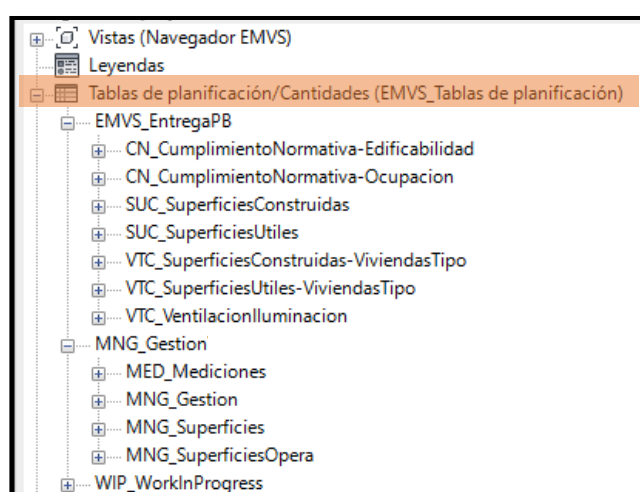 Vistas (Navegador EMVS)
Leyendas
Tablas de planificación/Cantidades (EMVS_Tablas de planificación)
EMVS_EntregaPB
CN_CumplimientoNormativa-Edificabilidad
CN_CumplimientoNormativa-Ocupacion
SUC_SuperficiesConstruidas
SUC_SuperficiesUtiles
VTC_SuperficiesConstruidas-ViviendasTipo
VTC_SuperficiesUtiles-ViviendasTipo
VTC_VentilacionIluminacion
MNG_Gestion
MED_Mediciones
MNG_Gestion
MNG_Superficies
MNG_SuperficiesOpera
WIP_WorkInProgress